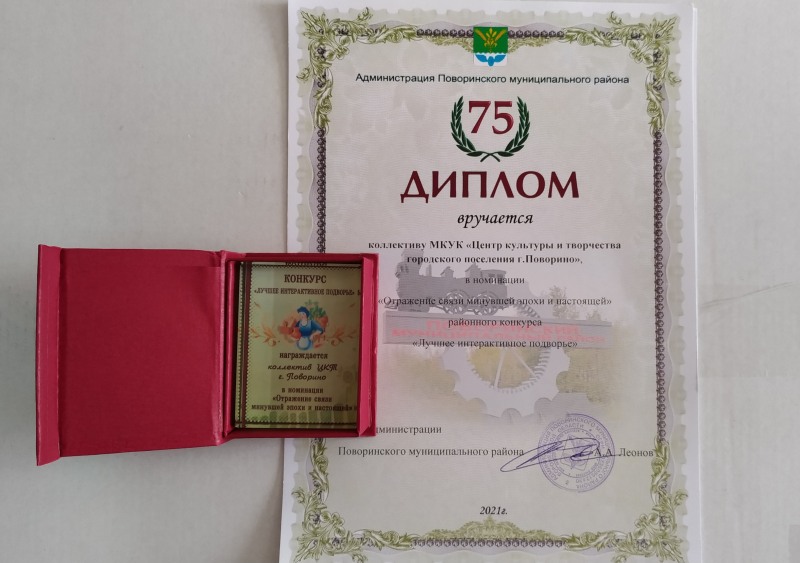 Администрация Поворинского муниципального района
75
ДИПЛОМ
вручается
коллективу МКУК «Центр культуры и творчества
городского поселения г.Поворино»,
в номинации
«Отражение связи минувшей эпохи и настоящей»
районного конкурса
«Лучшее интерактивное подворье»
администрации
Поворинского муниципального района
А.А. Леонов
2021г.
КОНКУРС
«ЛУЧШЕЕ ИНТЕРАКТИВНОЕ ПОДВОРЬЕ»
награждается
коллектив ЦКТ
г. Поворино
в номинации
«Отражение связи
минувшей эпохи и настоящей»